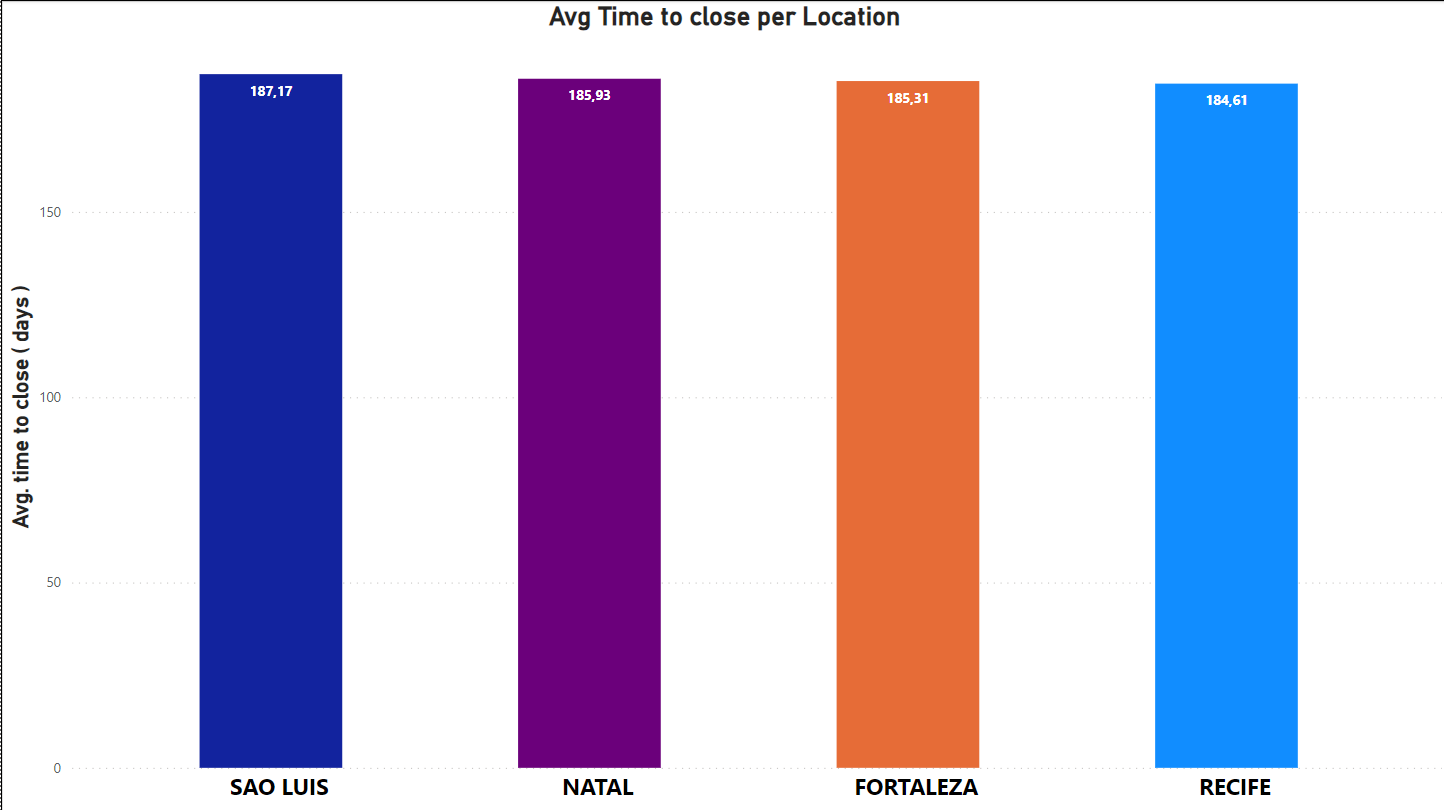 Avg Time to close per Location
Avg. time to close ( days )
187,17
185,93
185,31
184,61
150
100
50
0
SAO LUIS
NATAL
FORTALEZA
RECIFE